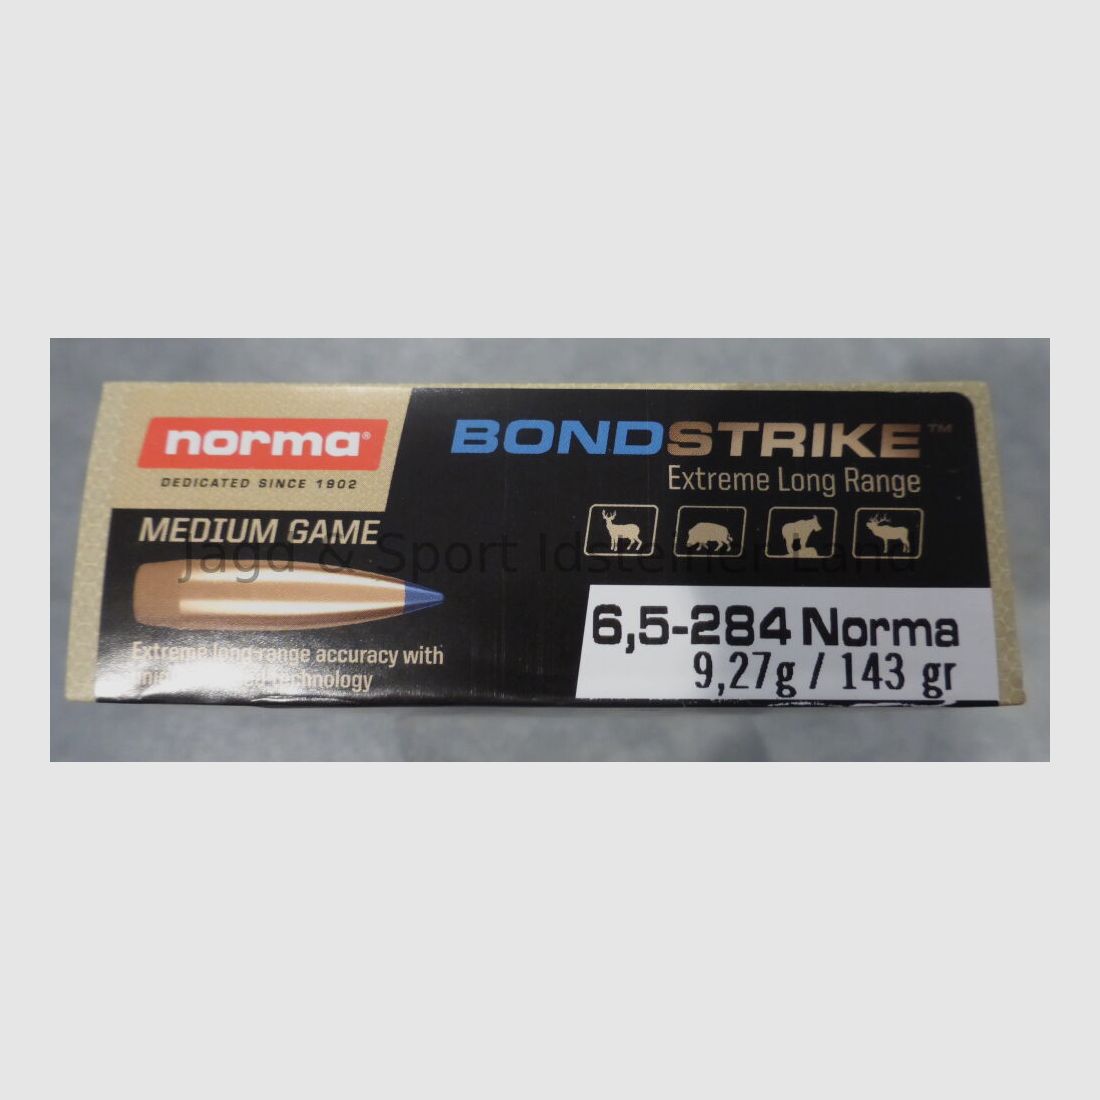 norma®
DEDICATED SINCE 1902
BONDSTRIKE™
Extreme Long Range
MEDIUM GAME
Jagd & Sport Idsteiner Land
6,5-284 Norma
9,27g / 143 gr
Extreme long-range accuracy with
technology